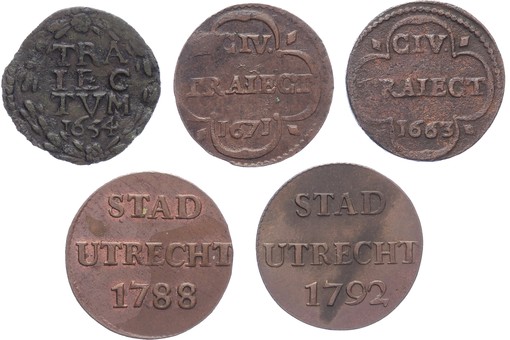 TRA
IEC
TVM
1654
CIV.
TRAIECT
1671
CIV.
TRAIECT
1663
STAD
UTRECHT
1788
STAD
UTRECHT
1792